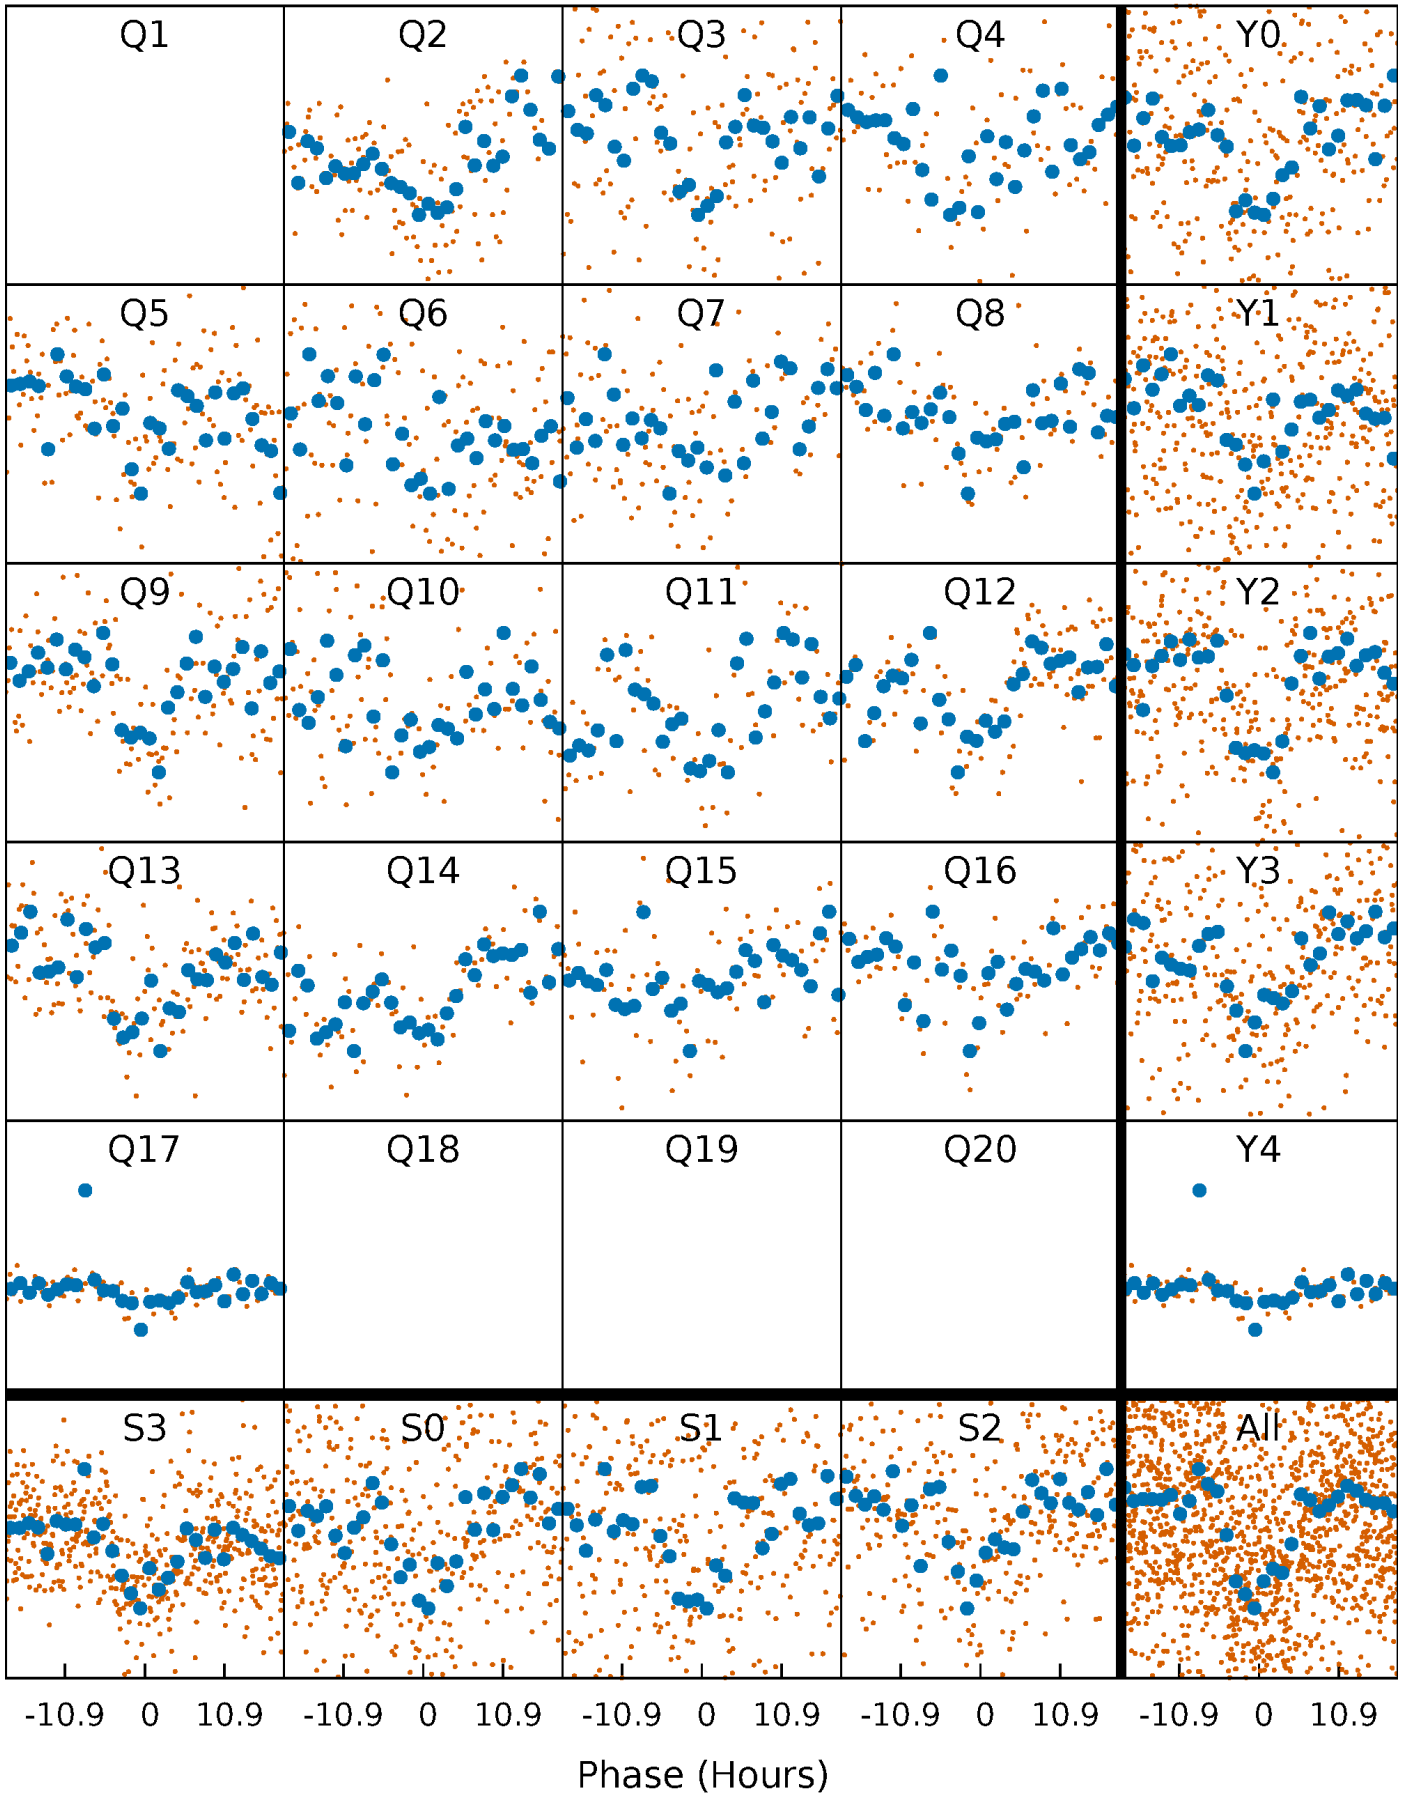 Q1 Q2 Q3 Q4 Y0
Q5 Q6 Q7 Q8 Y1
Q9 Q10 Q11 Q12 Y2
Q13 Q14 Q15 Q16 Y3
Q17 Q18 Q19 Q20 Y4
S3 S0 S1 S2 All
-10.9 0 10.9 -10.9 0 10.9 -10.9 0 10.9 -10.9 0 10.9 -10.9 0 10.9
Phase (Hours)